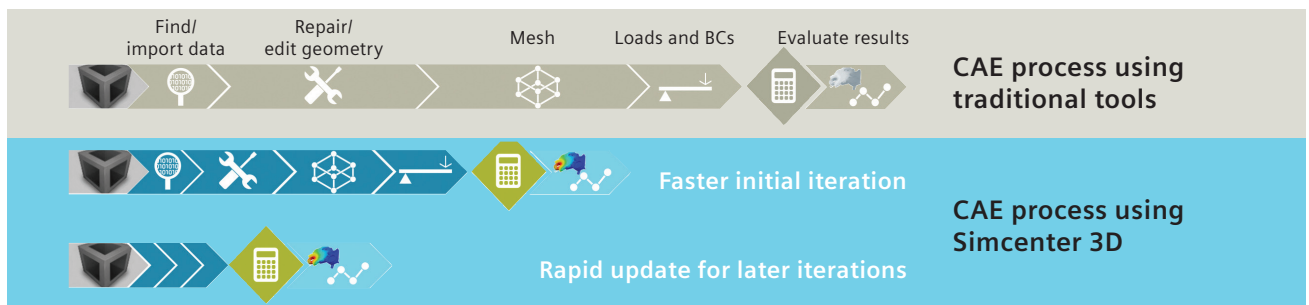 Find/
import data
Repair/
edit geometry
Mesh
Loads and BCs
Evaluate results
CAE process using
traditional tools
Faster initial iteration
CAE process using
Simcenter 3D
Rapid update for later iterations